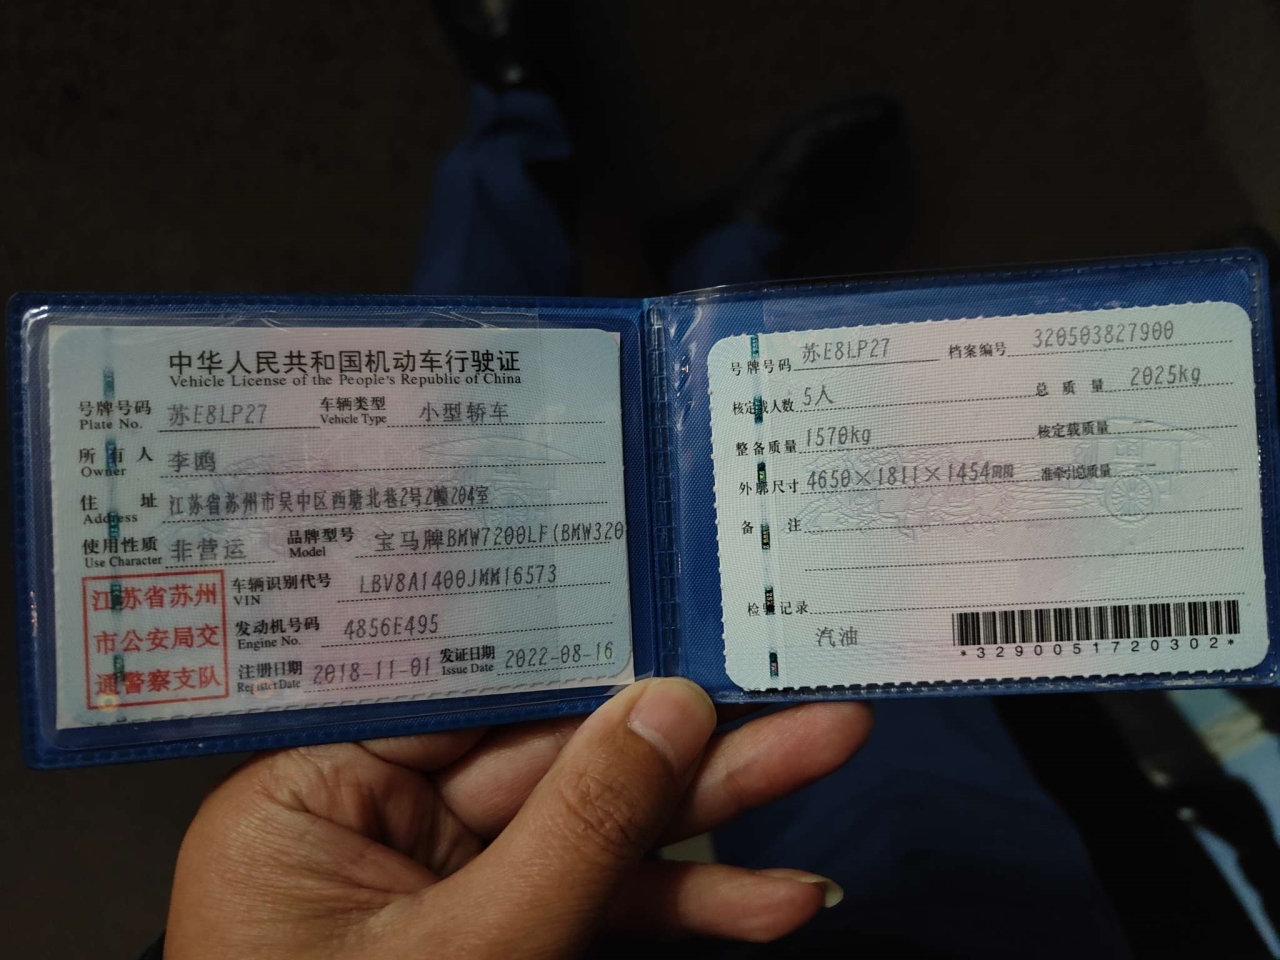 中华人民共和国机动车行驶证
Vehicle License of the People's Republic of China
号牌号码 苏E8LP27 车辆类型 小型轿车
Plate No. Vehicle Type
所有人 李鸥
Owner
住址 江苏省苏州市吴中区西塘北巷2号2幢204室
Address
使用性质 非营运 品牌型号 宝马牌BMW7200LF(BMW320
Use Character Model
江苏省苏州
市公安局交
通警察支队
车辆识别代号 LBV8A1400JMM16573
VIN
发动机号码 4856E495
Engine No.
注册日期 2018-11-01 发证日期 2022-08-16
Register Date Issue Date
号牌号码 苏E8LP27 档案编号 320503827900
核定载人数 5人 总质量 2025kg
整备质量 1570kg 核定载质量 --
外廓尺寸 4650×1811×1454mm 准牵引总质量 --
备注
检验记录
汽油
*3290051720302*